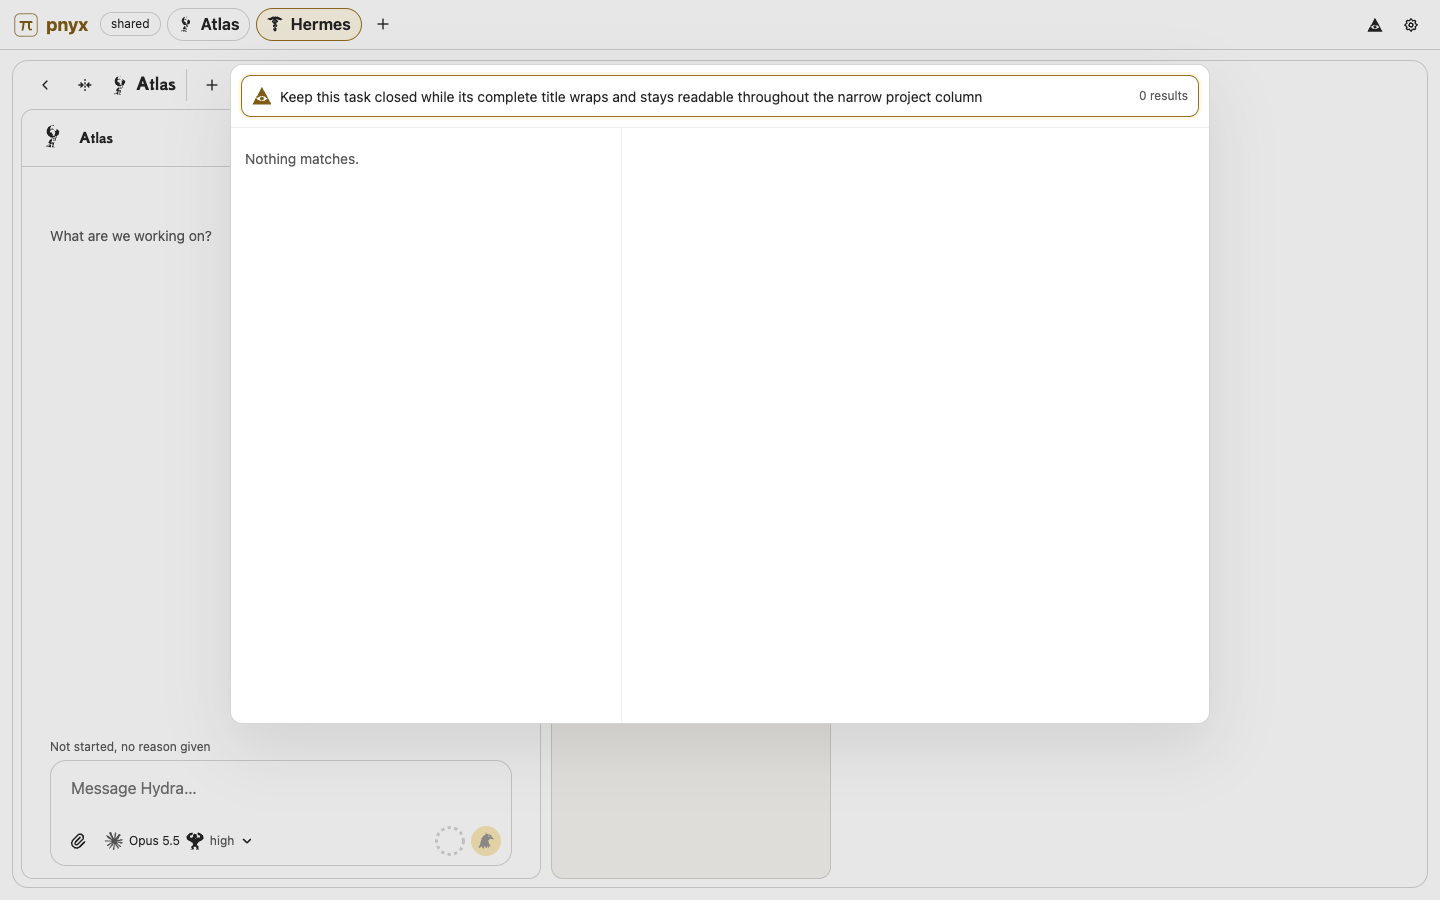 π pnyx shared Atlas Hermes +
Atlas +
Keep this task closed while its complete title wraps and stays readable throughout the narrow project column 0 results
Atlas
Nothing matches.
What are we working on?
Not started, no reason given
Message Hydra...
Opus 5.5 high